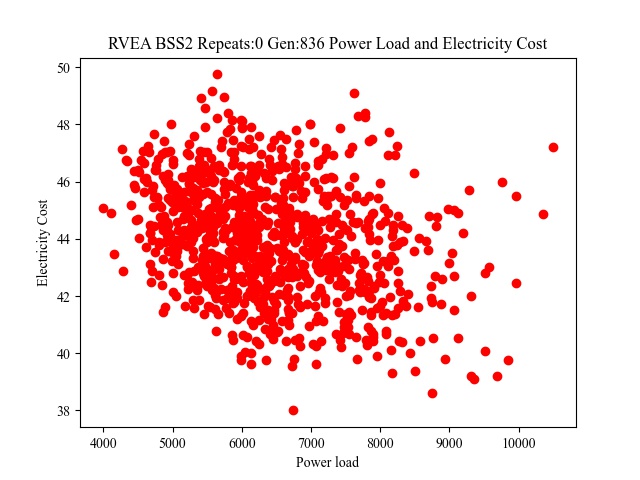 RVEA BSS2 Repeats:0 Gen:836 Power Load and Electricity Cost
50
48
46
44
42
40
38
Electricity Cost
4000 5000 6000 7000 8000 9000 10000
Power load